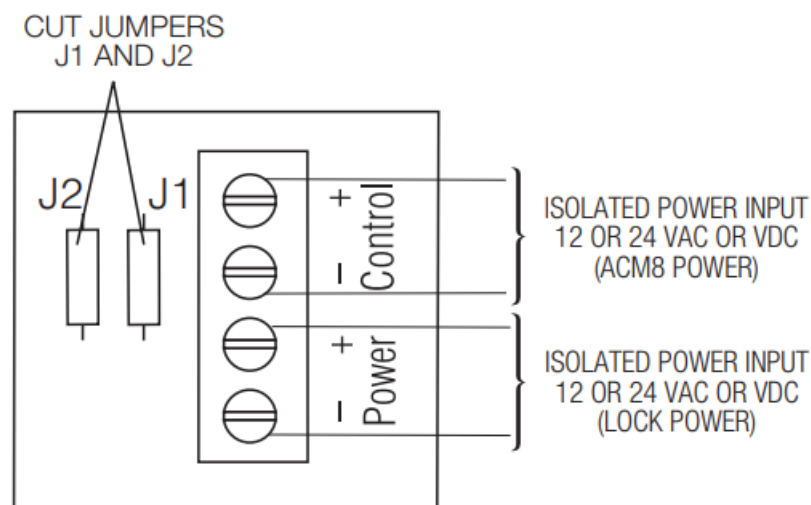 CUT JUMPERS
J1 AND J2
J2 J1
+
Control
−
+
Power
−
ISOLATED POWER INPUT
12 OR 24 VAC OR VDC
(ACM8 POWER)
ISOLATED POWER INPUT
12 OR 24 VAC OR VDC
(LOCK POWER)